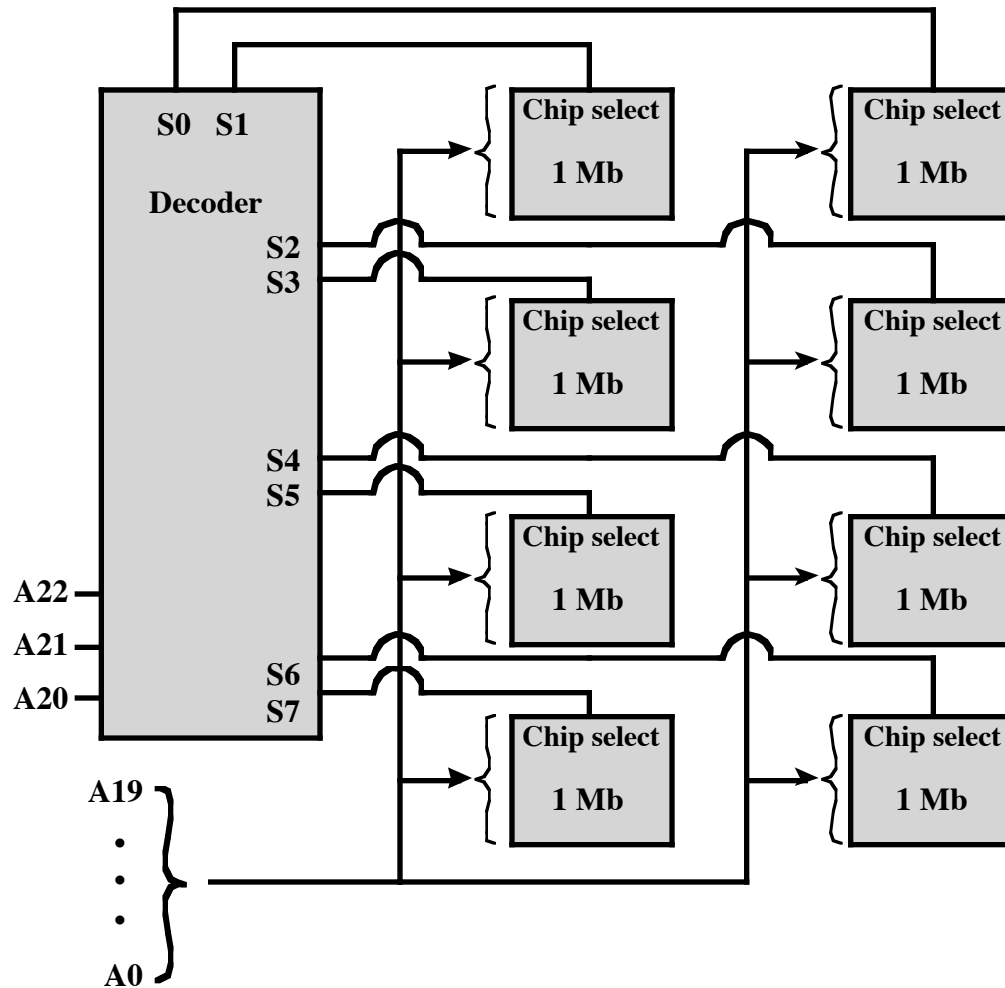 S0 S1
Chip select
Chip select
1 Mb
1 Mb
Decoder
S2
S3
Chip select
Chip select
1 Mb
1 Mb
S4
S5
Chip select
Chip select
1 Mb
1 Mb
A22
A21
A20
S6
S7
Chip select
Chip select
1 Mb
1 Mb
A19
A0